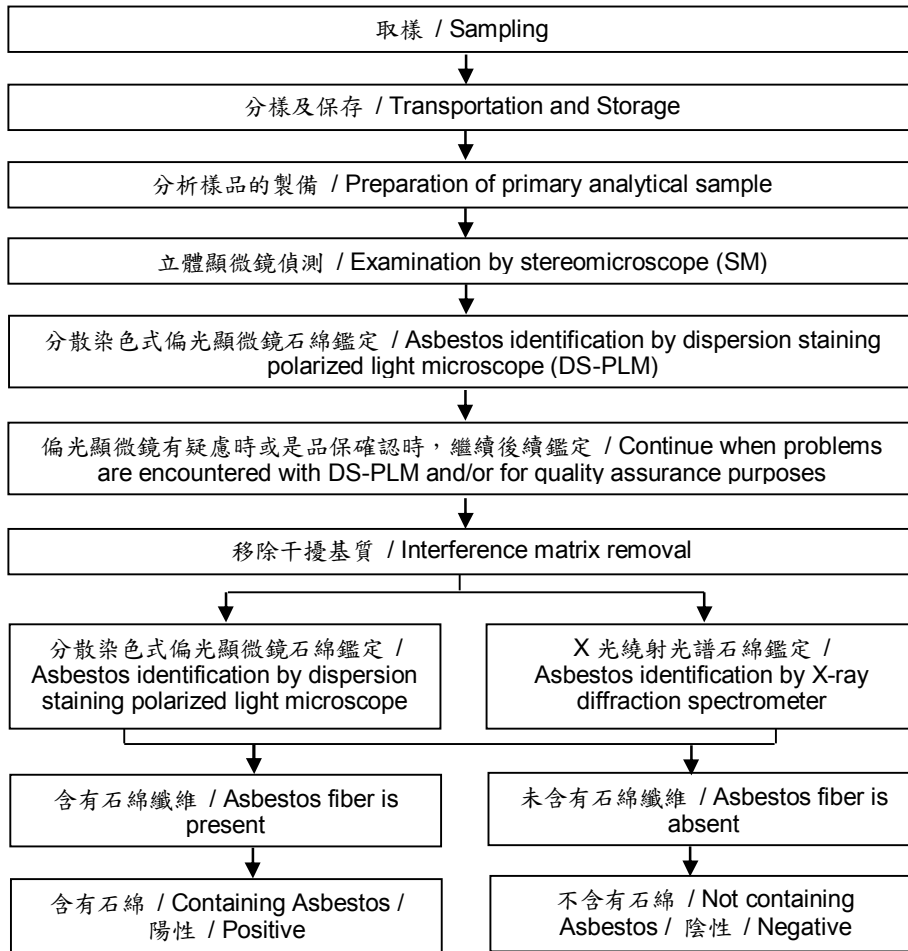 取樣 / Sampling
分樣及保存 / Transportation and Storage
分析樣品的製備 / Preparation of primary analytical sample
立體顯微鏡偵測 / Examination by stereomicroscope (SM)
分散染色式偏光顯微鏡石綿鑑定 / Asbestos identification by dispersion staining
polarized light microscope (DS-PLM)
偏光顯微鏡有疑慮時或是品保確認時，繼續後續鑑定 / Continue when problems
are encountered with DS-PLM and/or for quality assurance purposes
移除干擾基質 / Interference matrix removal
分散染色式偏光顯微鏡石綿鑑定 /
Asbestos identification by dispersion
staining polarized light microscope
X 光繞射光譜石綿鑑定 /
Asbestos identification by X-ray
diffraction spectrometer
含有石綿纖維 / Asbestos fiber is
present
未含有石綿纖維 / Asbestos fiber is
absent
含有石綿 / Containing Asbestos /
陽性 / Positive
不含有石綿 / Not containing
Asbestos / 陰性 / Negative